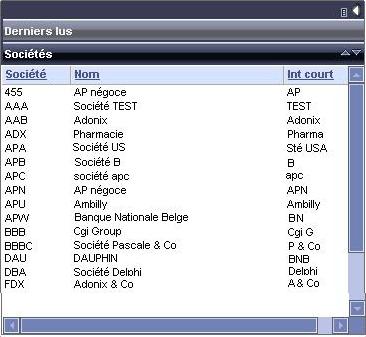 Derniers lus
Sociétés
Société Nom Int court
455 AP négoce AP
AAA Société TEST TEST
AAB Adonix Adonix
ADX Pharmacie Pharma
APA Société US Sté USA
APB Société B B
APC société apc apc
APN AP négoce APN
APU Ambilly Ambilly
APW Banque Nationale Belge BN
BBB Cgi Group Cgi G
BBBC Société Pascale & Co P & Co
DAU DAUPHIN BNB
DBA Société Delphi Delphi
FDX Adonix & Co A & Co